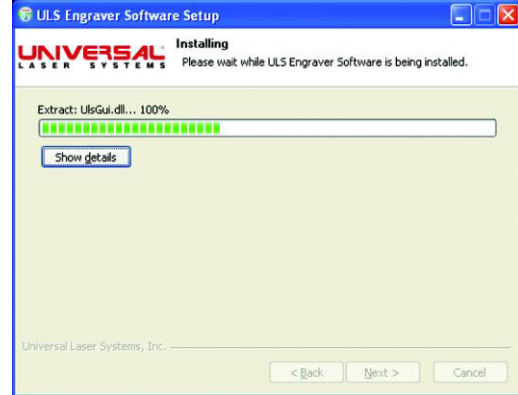 ULS Engraver Software Setup
UNIVERSAL
LASER SYSTEMS
Installing
Please wait while ULS Engraver Software is being installed.
Extract: UlsGui.dll... 100%
Show details
Universal Laser Systems, Inc.
< Back
Next >
Cancel